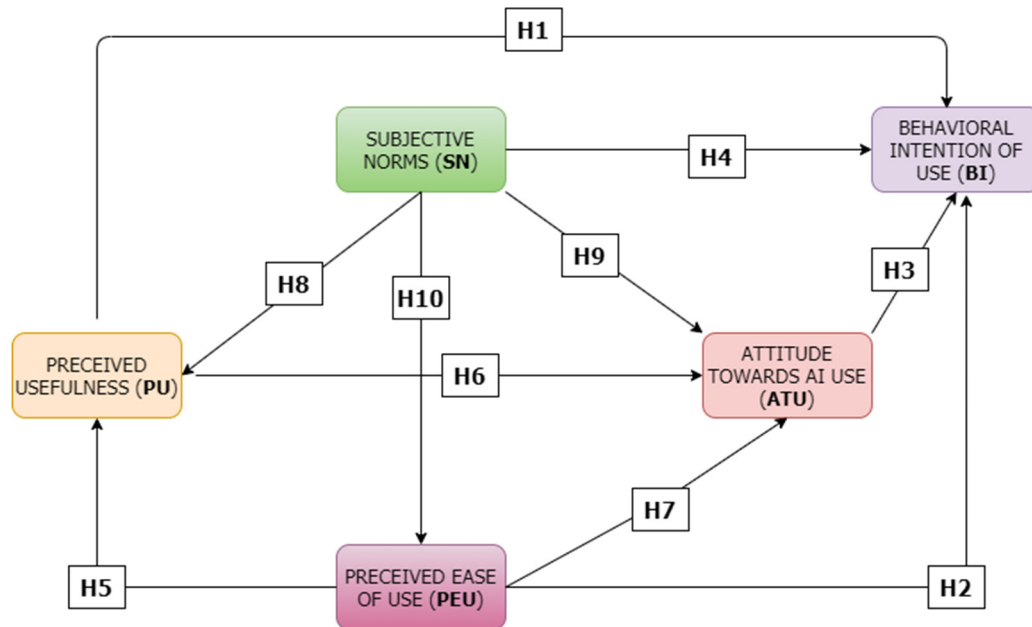 H1
SUBJECTIVE
NORMS (SN)
H4
BEHAVIORAL
INTENTION OF
USE (BI)
H8
H10
H9
H3
PRECEIVED
USEFULNESS (PU)
H6
ATTITUDE
TOWARDS AI USE
(ATU)
H7
H5
PRECEIVED EASE
OF USE (PEU)
H2